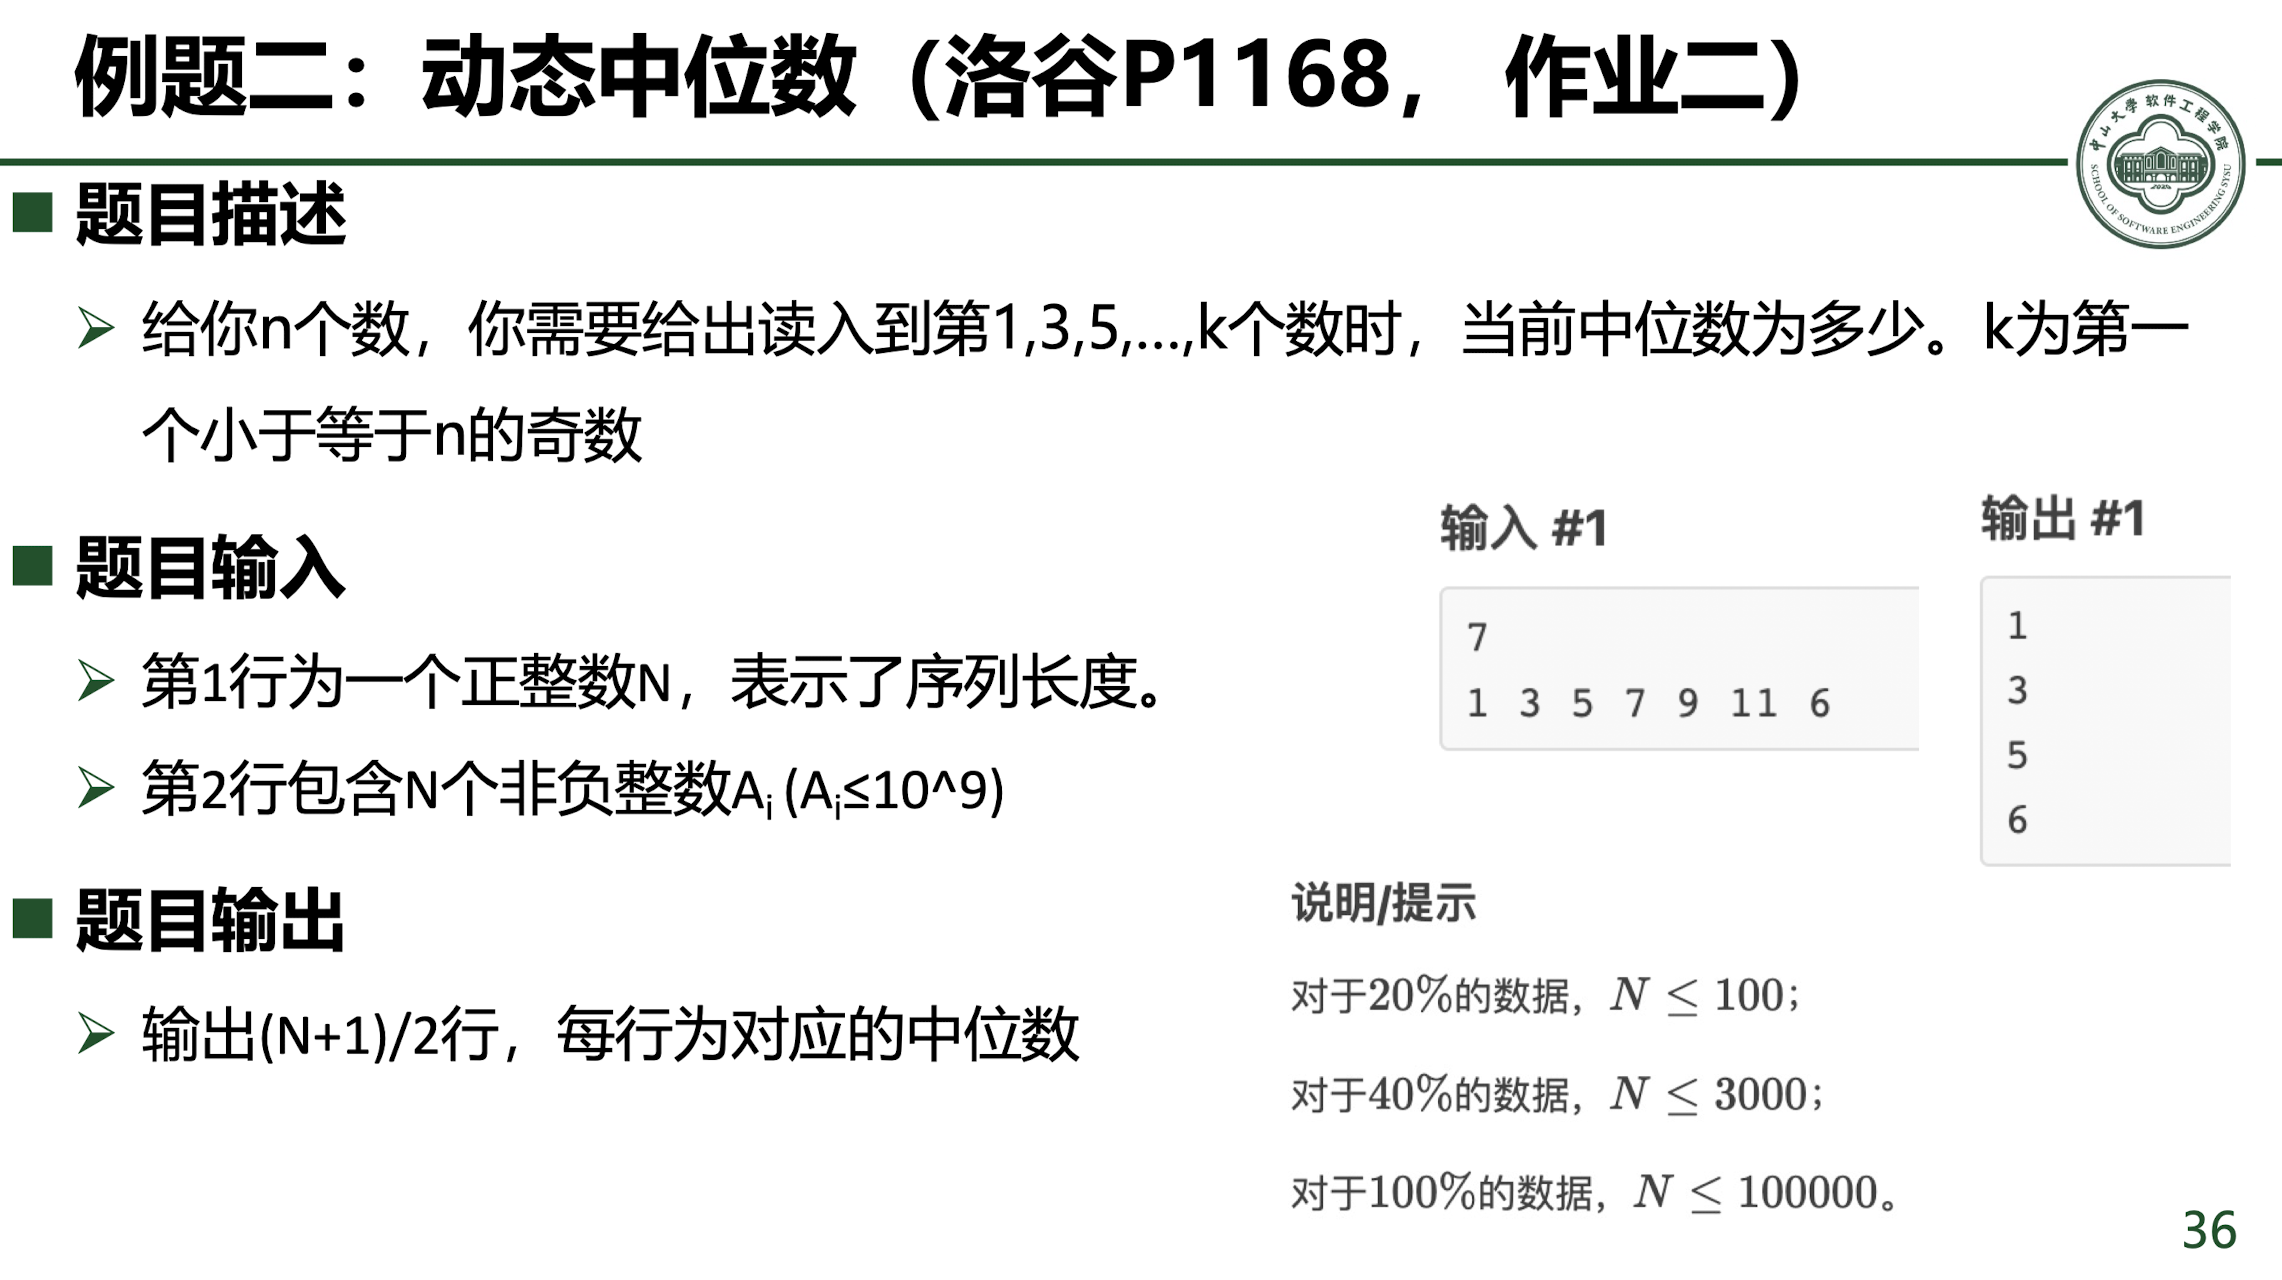 例题二：动态中位数（洛谷P1168， 作业二）
中山大学 软件工程学院
SCHOOL OF SOFTWARE ENGINEERING SYSU
题目描述
给你n个数，你需要给出读入到第1,3,5,...,k个数时，当前中位数为多少。k为第一
个小于等于n的奇数
题目输入
第1行为一个正整数N，表示了序列长度。
第2行包含N个非负整数Aᵢ (Aᵢ≤10^9)
题目输出
输出(N+1)/2行，每行为对应的中位数
输入 #1
7
1 3 5 7 9 11 6
输出 #1
1
3
5
6
说明/提示
对于20%的数据，N ≤ 100；
对于40%的数据，N ≤ 3000；
对于100%的数据，N ≤ 100000。
36